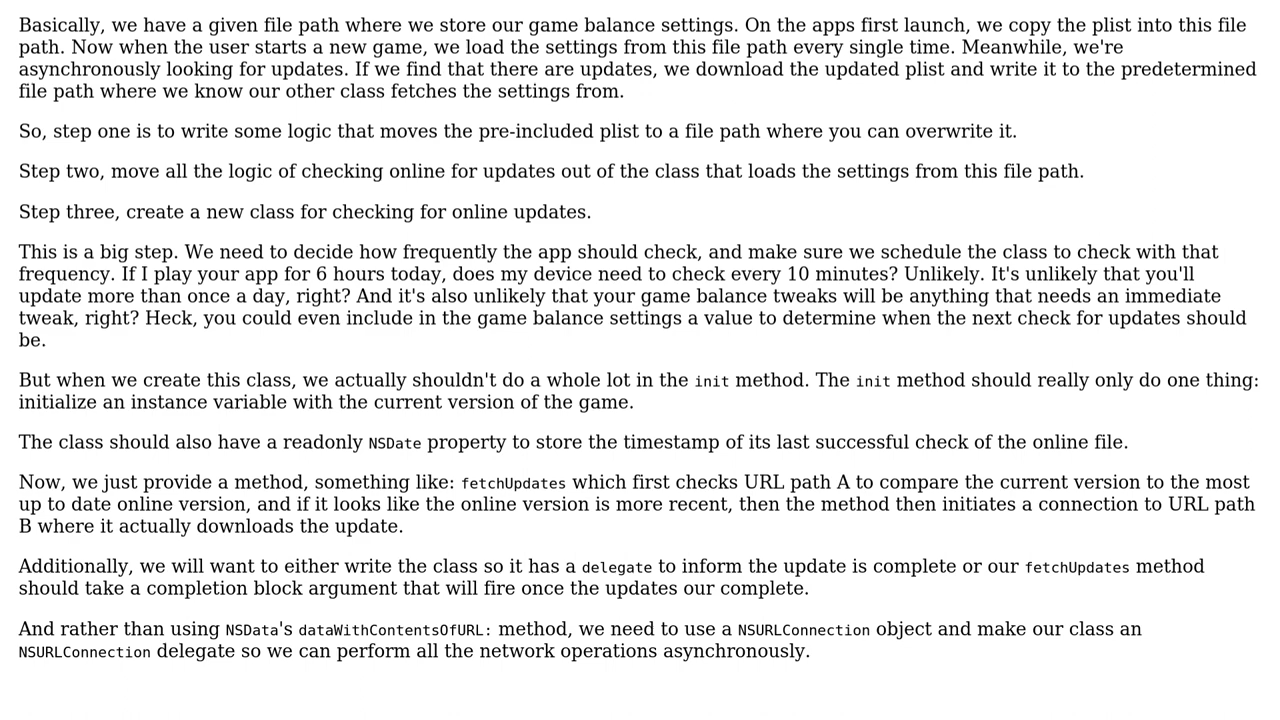 Basically, we have a given file path where we store our game balance settings. On the apps first launch, we copy the plist into this file
path. Now when the user starts a new game, we load the settings from this file path every single time. Meanwhile, we're
asynchronously looking for updates. If we find that there are updates, we download the updated plist and write it to the predetermined
file path where we know our other class fetches the settings from.
So, step one is to write some logic that moves the pre-included plist to a file path where you can overwrite it.
Step two, move all the logic of checking online for updates out of the class that loads the settings from this file path.
Step three, create a new class for checking for online updates.
This is a big step. We need to decide how frequently the app should check, and make sure we schedule the class to check with that
frequency. If I play your app for 6 hours today, does my device need to check every 10 minutes? Unlikely. It's unlikely that you'll
update more than once a day, right? And it's also unlikely that your game balance tweaks will be anything that needs an immediate
tweak, right? Heck, you could even include in the game balance settings a value to determine when the next check for updates should
be.
But when we create this class, we actually shouldn't do a whole lot in the init method. The init method should really only do one thing:
initialize an instance variable with the current version of the game.
The class should also have a readonly NSDate property to store the timestamp of its last successful check of the online file.
Now, we just provide a method, something like: fetchUpdates which first checks URL path A to compare the current version to the most
up to date online version, and if it looks like the online version is more recent, then the method then initiates a connection to URL path
B where it actually downloads the update.
Additionally, we will want to either write the class so it has a delegate to inform the update is complete or our fetchUpdates method
should take a completion block argument that will fire once the updates our complete.
And rather than using NSData's dataWithContentsOfURL: method, we need to use a NSURLConnection object and make our class an
NSURLConnection delegate so we can perform all the network operations asynchronously.